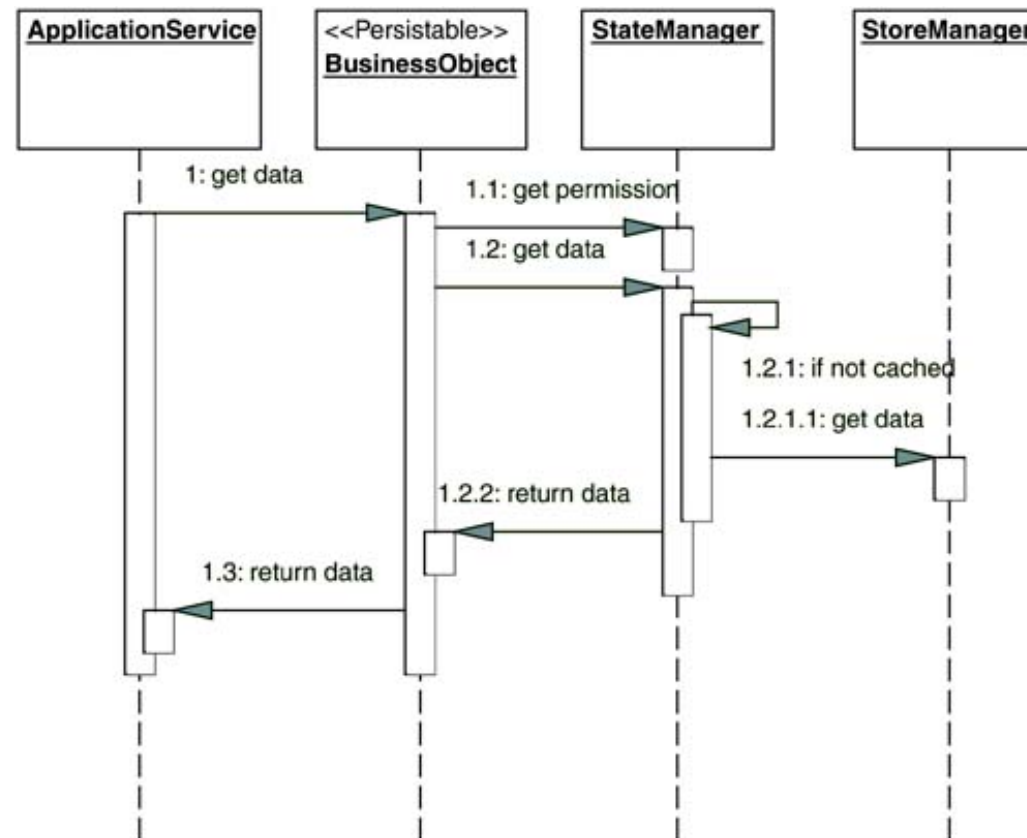 ApplicationService
<<Persistable>>
BusinessObject
StateManager
StoreManager
1: get data
1.1: get permission
1.2: get data
1.2.1: if not cached
1.2.1.1: get data
1.2.2: return data
1.3: return data